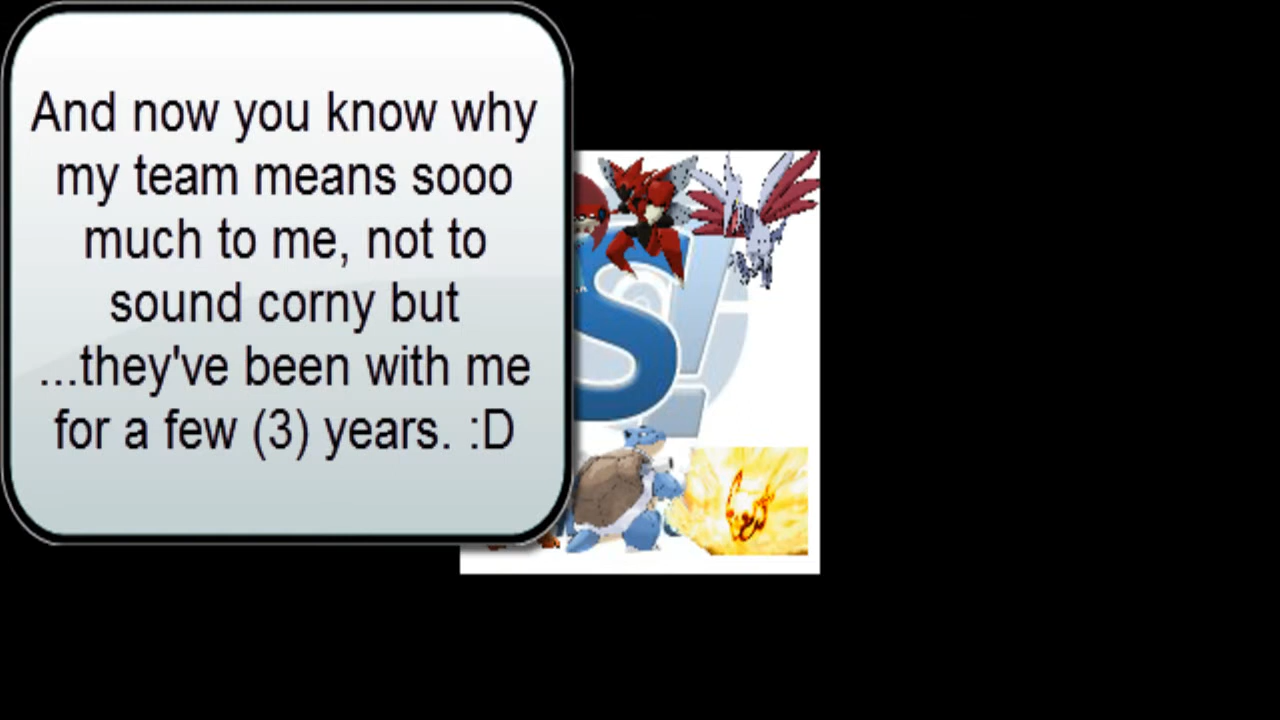 And now you know why
my team means sooo
much to me, not to
sound corny but
...they've been with me
for a few (3) years. :D
S!